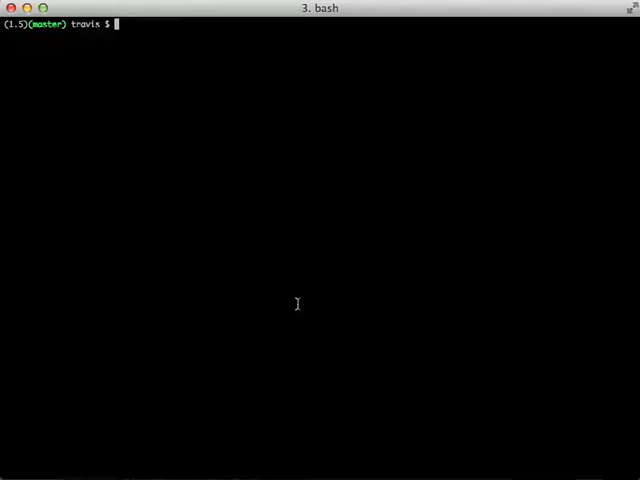 3. bash
(1.5)(master) travis $